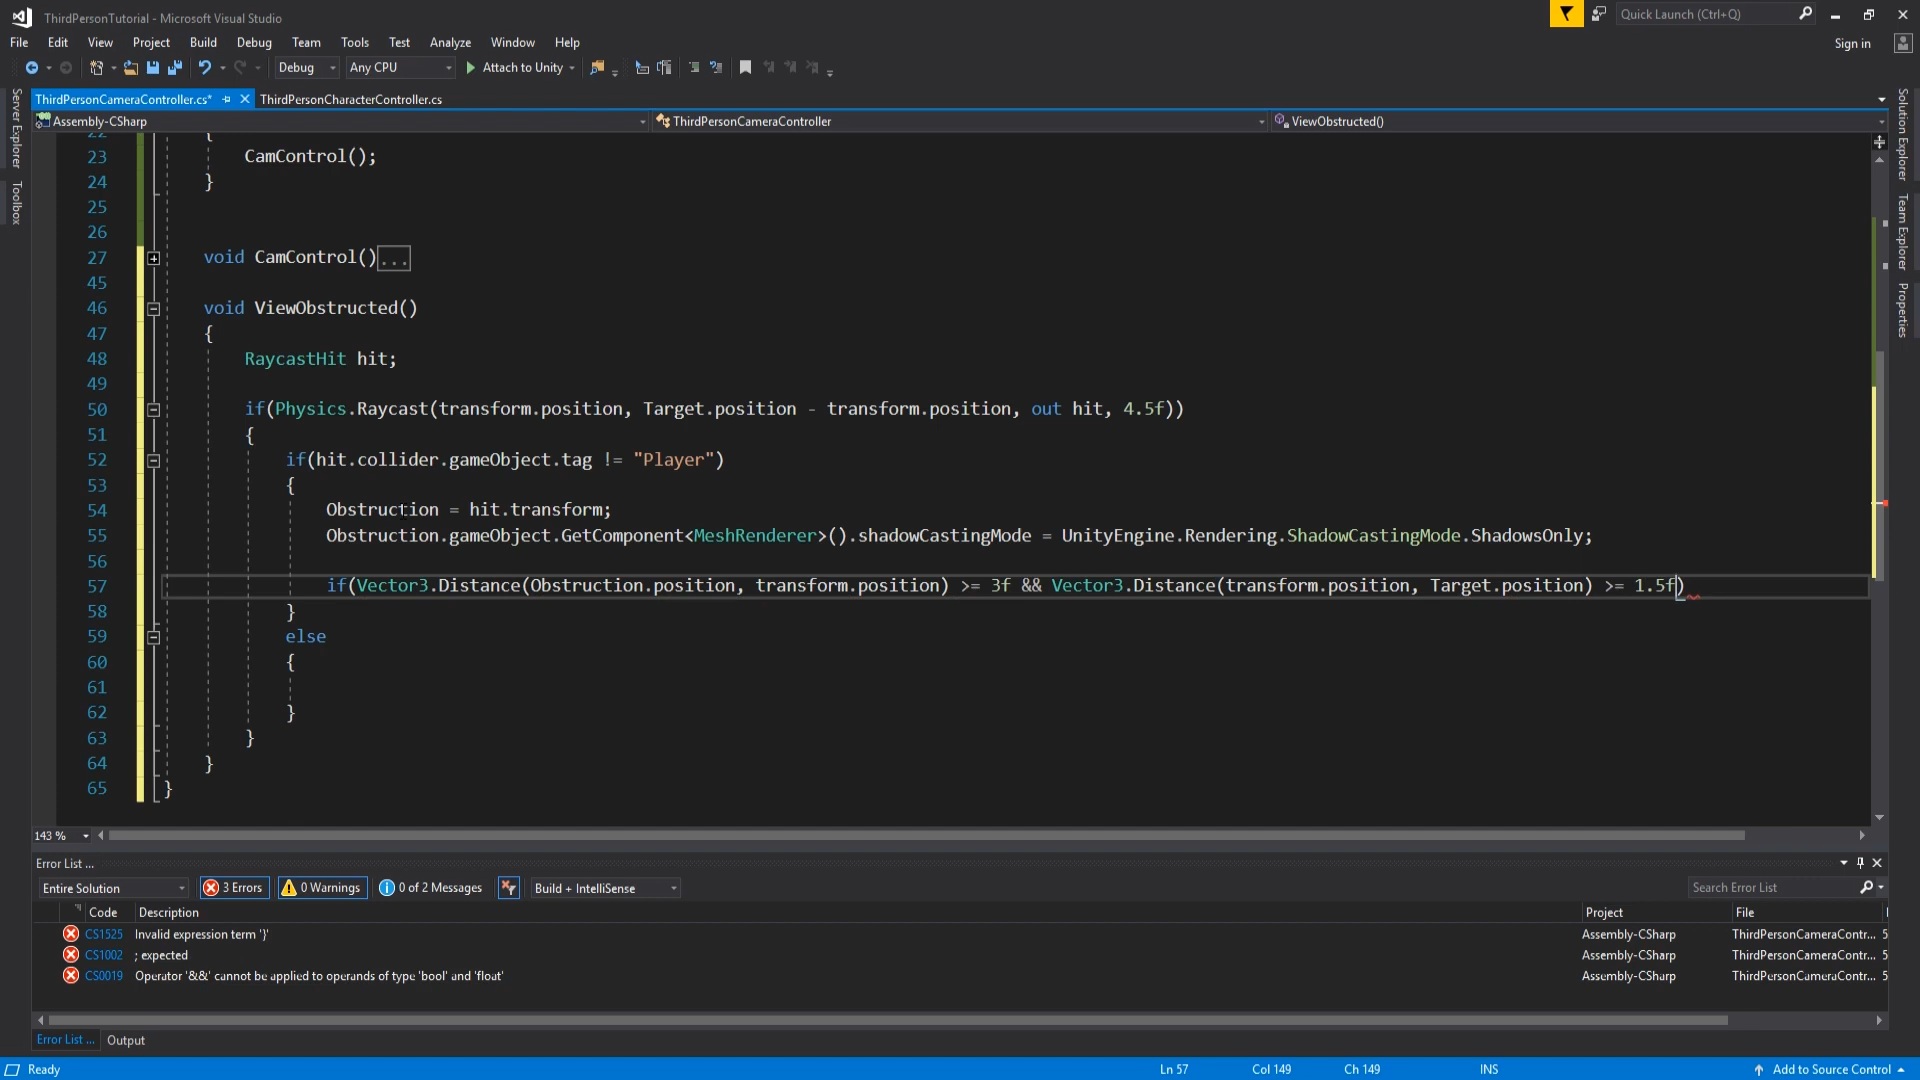 ThirdPersonTutorial - Microsoft Visual Studio
Quick Launch (Ctrl+Q)
File Edit View Project Build Debug Team Tools Test Analyze Window Help
Sign in
Debug Any CPU Attach to Unity
ThirdPersonCameraController.cs* ThirdPersonCharacterController.cs
Assembly-CSharp ThirdPersonCameraController ViewObstructed()
Server Explorer
Toolbox
Solution Explorer
Team Explorer
Properties
22 {
23 CamControl();
24 }
25
26
27 void CamControl()...
45
46 void ViewObstructed()
47 {
48 RaycastHit hit;
49
50 if(Physics.Raycast(transform.position, Target.position - transform.position, out hit, 4.5f))
51 {
52 if(hit.collider.gameObject.tag != "Player")
53 {
54 Obstruction = hit.transform;
55 Obstruction.gameObject.GetComponent<MeshRenderer>().shadowCastingMode = UnityEngine.Rendering.ShadowCastingMode.ShadowsOnly;
56
57 if(Vector3.Distance(Obstruction.position, transform.position) >= 3f && Vector3.Distance(transform.position, Target.position) >= 1.5f)
58 }
59 else
60 {
61
62 }
63 }
64 }
65 }
143 %
Error List ...
Entire Solution 3 Errors 0 Warnings 0 of 2 Messages Build + IntelliSense Search Error List
Code Description Project File
CS1525 Invalid expression term '}' Assembly-CSharp ThirdPersonCameraContr... 5
CS1002 ; expected Assembly-CSharp ThirdPersonCameraContr... 5
CS0019 Operator '&&' cannot be applied to operands of type 'bool' and 'float' Assembly-CSharp ThirdPersonCameraContr... 5
Error List ... Output
Ready Ln 57 Col 149 Ch 149 INS Add to Source Control